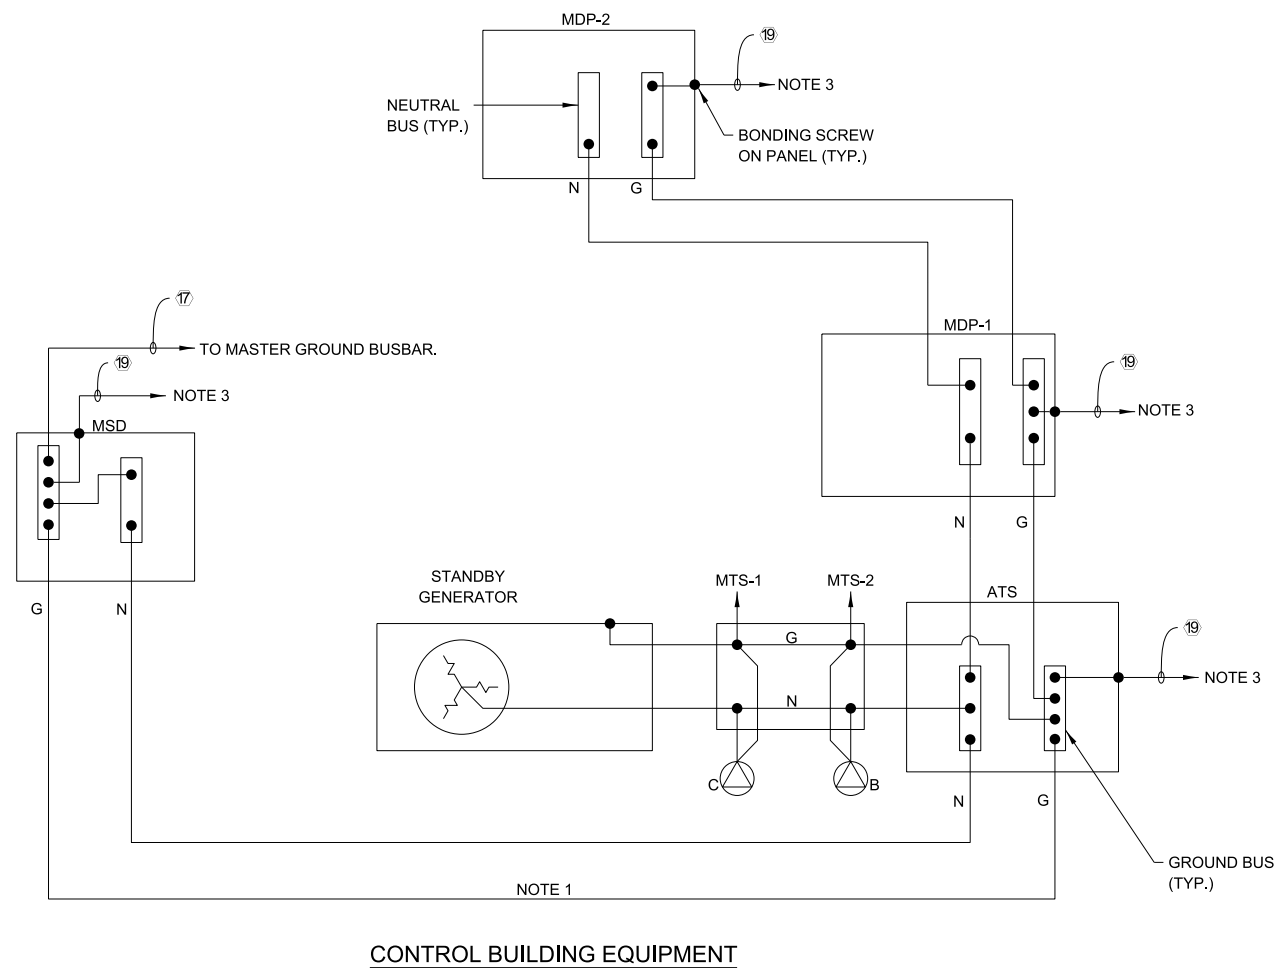 MDP-2
19
NOTE 3
NEUTRAL
BUS (TYP.)
BONDING SCREW
ON PANEL (TYP.)
N
G
17
TO MASTER GROUND BUSBAR.
19
NOTE 3
MSD
MDP-1
19
NOTE 3
N
G
G
N
STANDBY
GENERATOR
MTS-1
MTS-2
ATS
G
19
NOTE 3
N
C
B
N
G
GROUND BUS
(TYP.)
NOTE 1
CONTROL BUILDING EQUIPMENT